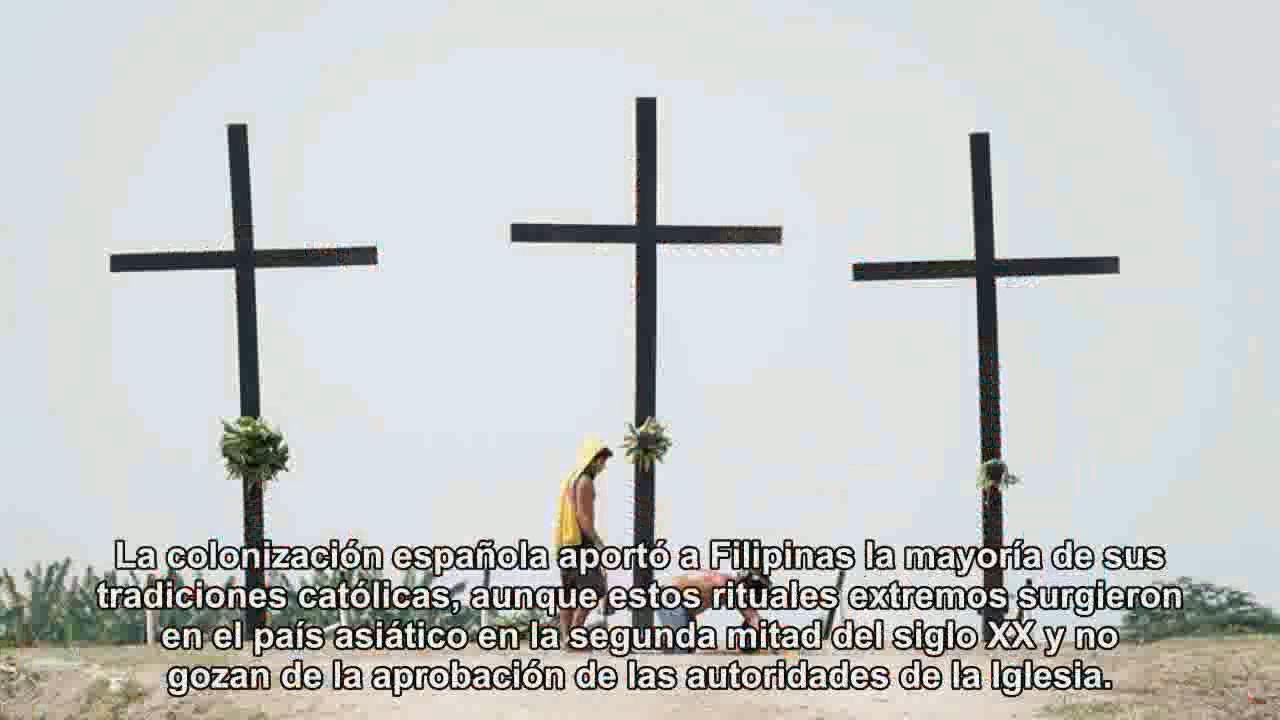 La colonización española aportó a Filipinas la mayoría de sus
tradiciones católicas, aunque estos rituales extremos surgieron
en el país asiático en la segunda mitad del siglo XX y no
gozan de la aprobación de las autoridades de la Iglesia.